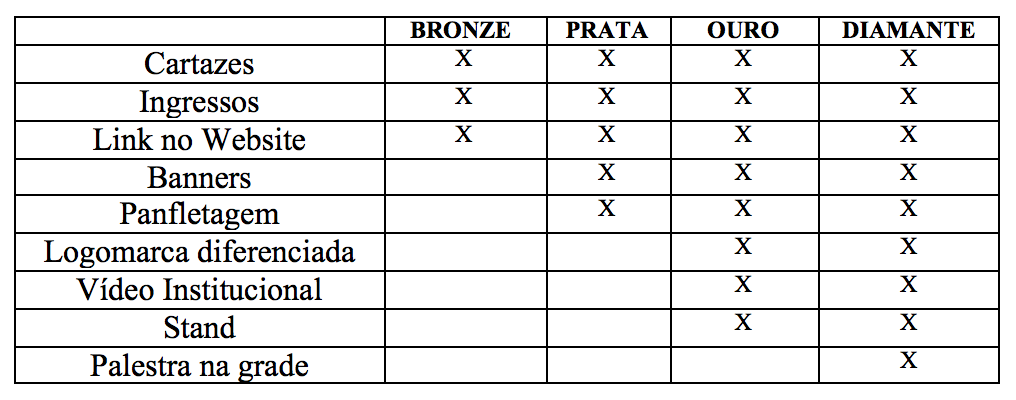 BRONZE PRATA OURO DIAMANTE
Cartazes X X X X
Ingressos X X X X
Link no Website X X X X
Banners X X X
Panfletagem X X X
Logomarca diferenciada X X
Vídeo Institucional X X
Stand X X
Palestra na grade X